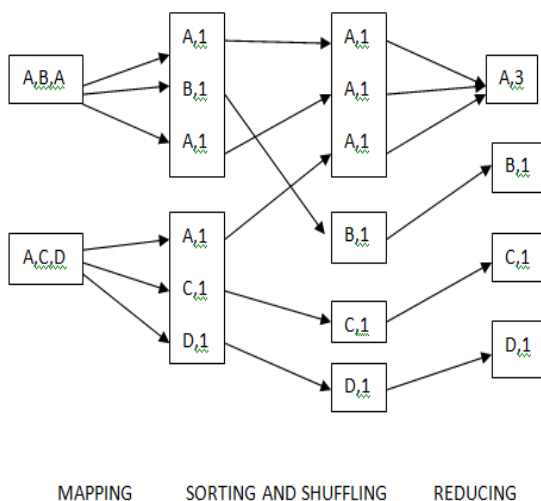 A,B,A
A,C,D
A,1
B,1
A,1
A,1
C,1
D,1
A,1
A,1
A,1
B,1
C,1
D,1
A,3
B,1
C,1
D,1
MAPPING SORTING AND SHUFFLING REDUCING